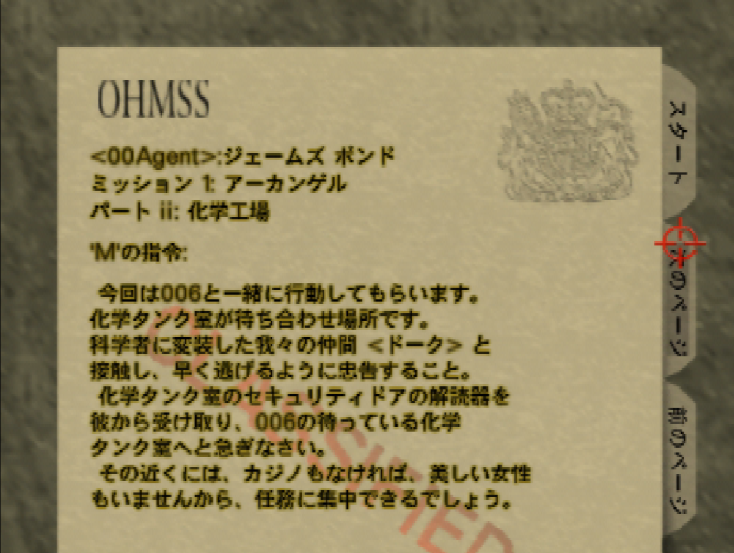 OHMSS
<00Agent>:ジェームズ ボンド
ミッション 1: アーカンゲル
パート ii: 化学工場
'M'の指令:
今回は006と一緒に行動してもらいます。
化学タンク室が待ち合わせ場所です。
科学者に変装した我々の仲間 <ドーク> と
接触し、早く逃げるように忠告すること。
化学タンク室のセキュリティドアの解読器を
彼から受け取り、006の待っている化学
タンク室へと急ぎなさい。
その近くには、カジノもなければ、美しい女性
もいませんから、任務に集中できるでしょう。
CLASSIFIED
スタート
次のページ
前のページ